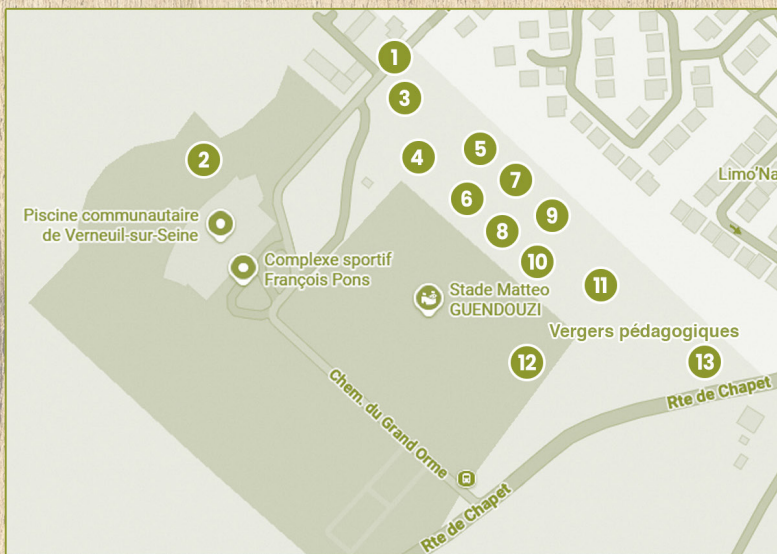 1
3
2
4
5
7
6
9
8
10
11
12
13
Limo'Na
Piscine communautaire
de Verneuil-sur-Seine
Complexe sportif
François Pons
Stade Matteo
GUENDOUZI
Vergers pédagogiques
Chem. du Grand Orme
Rte de Chapet
Rte de Chapet